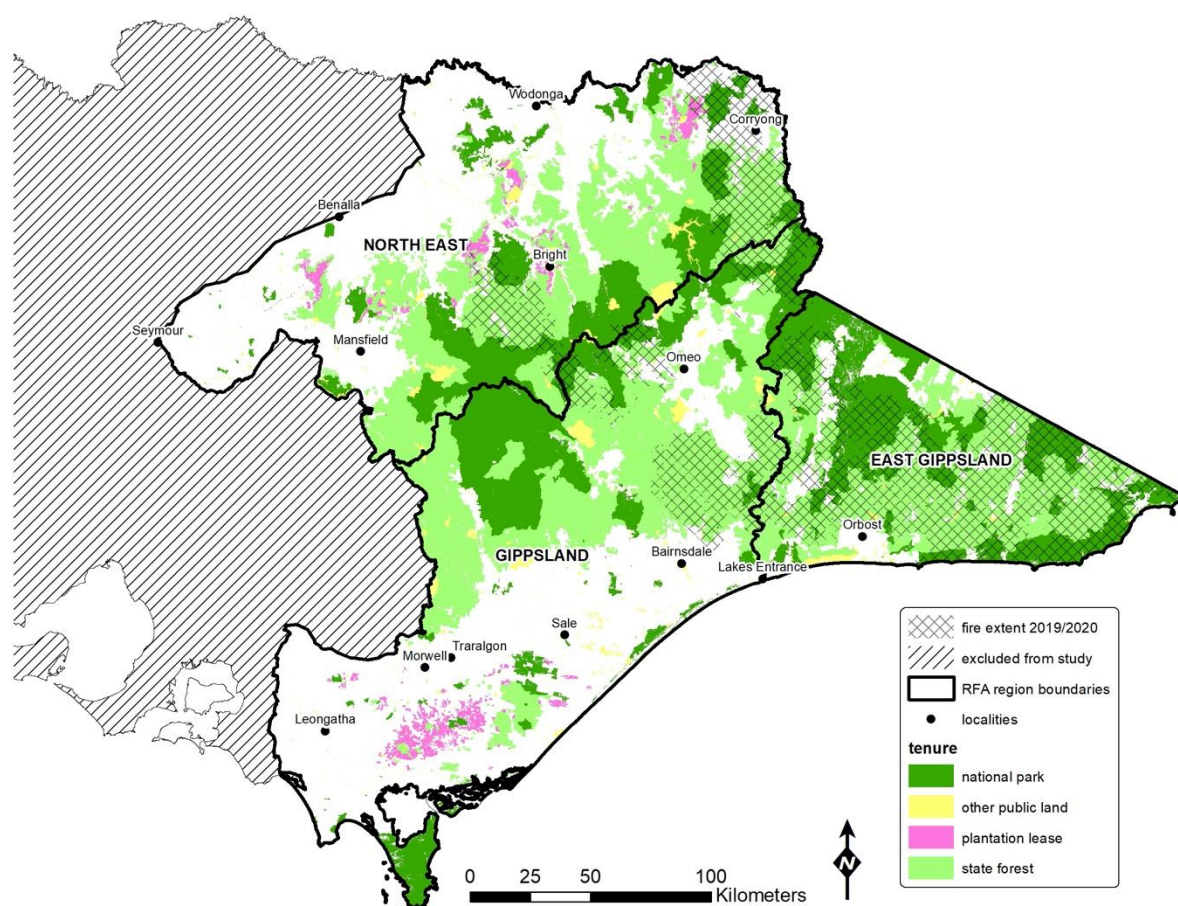 Wodonga
Corryong
Benalla
NORTH EAST
Bright
Seymour
Mansfield
Omeo
EAST GIPPSLAND
Orbost
GIPPSLAND
Bairnsdale
Lakes Entrance
Sale
Traralgon
Morwell
Leongatha
fire extent 2019/2020
excluded from study
RFA region boundaries
localities
tenure
national park
other public land
plantation lease
state forest
N
0 25 50 100
Kilometers